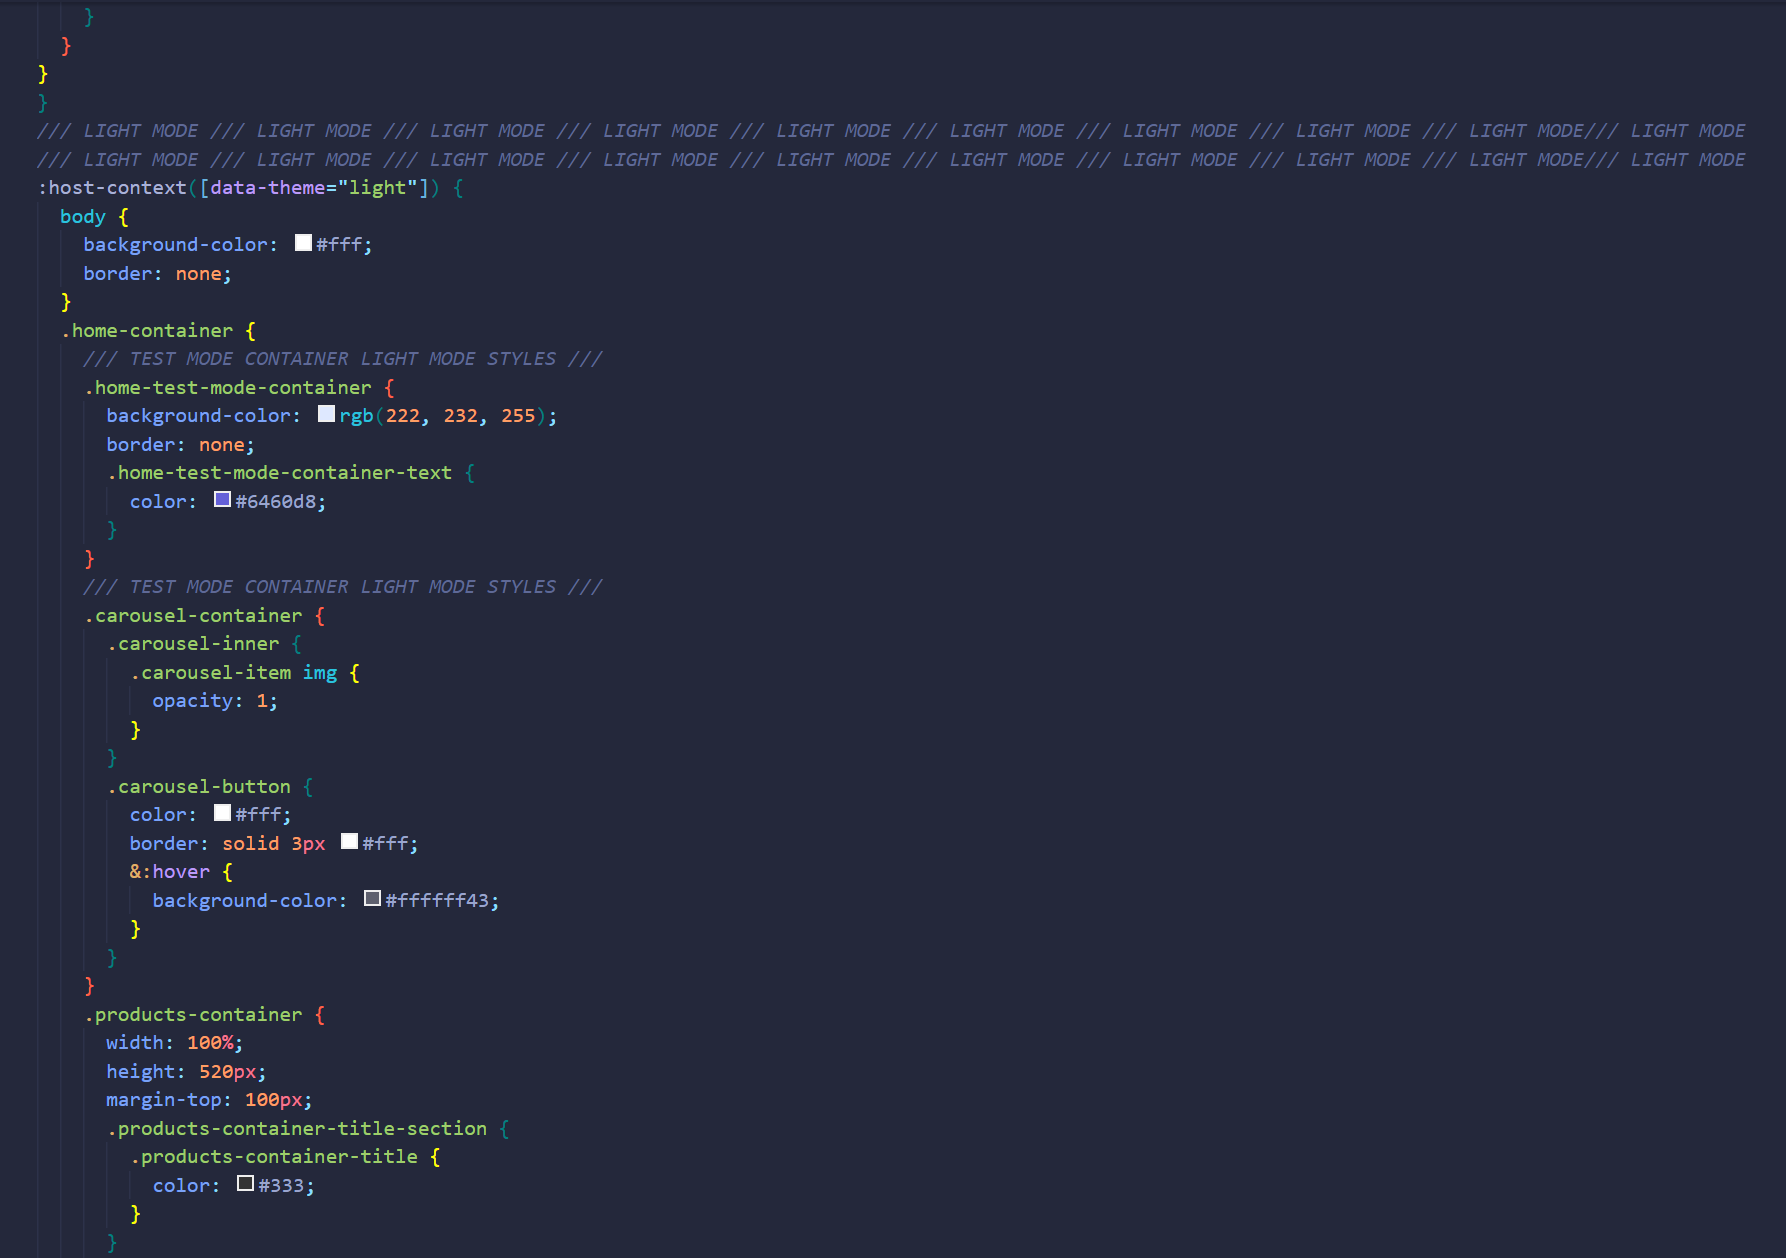 }
}
}
}
/// LIGHT MODE /// LIGHT MODE /// LIGHT MODE /// LIGHT MODE /// LIGHT MODE /// LIGHT MODE /// LIGHT MODE /// LIGHT MODE /// LIGHT MODE/// LIGHT MODE
/// LIGHT MODE /// LIGHT MODE /// LIGHT MODE /// LIGHT MODE /// LIGHT MODE /// LIGHT MODE /// LIGHT MODE /// LIGHT MODE /// LIGHT MODE/// LIGHT MODE
:host-context([data-theme="light"]) {
body {
background-color: #fff;
border: none;
}
.home-container {
/// TEST MODE CONTAINER LIGHT MODE STYLES ///
.home-test-mode-container {
background-color: rgb(222, 232, 255);
border: none;
.home-test-mode-container-text {
color: #6460d8;
}
}
/// TEST MODE CONTAINER LIGHT MODE STYLES ///
.carousel-container {
.carousel-inner {
.carousel-item img {
opacity: 1;
}
}
.carousel-button {
color: #fff;
border: solid 3px #fff;
&:hover {
background-color: #ffffff43;
}
}
}
.products-container {
width: 100%;
height: 520px;
margin-top: 100px;
.products-container-title-section {
.products-container-title {
color: #333;
}
}